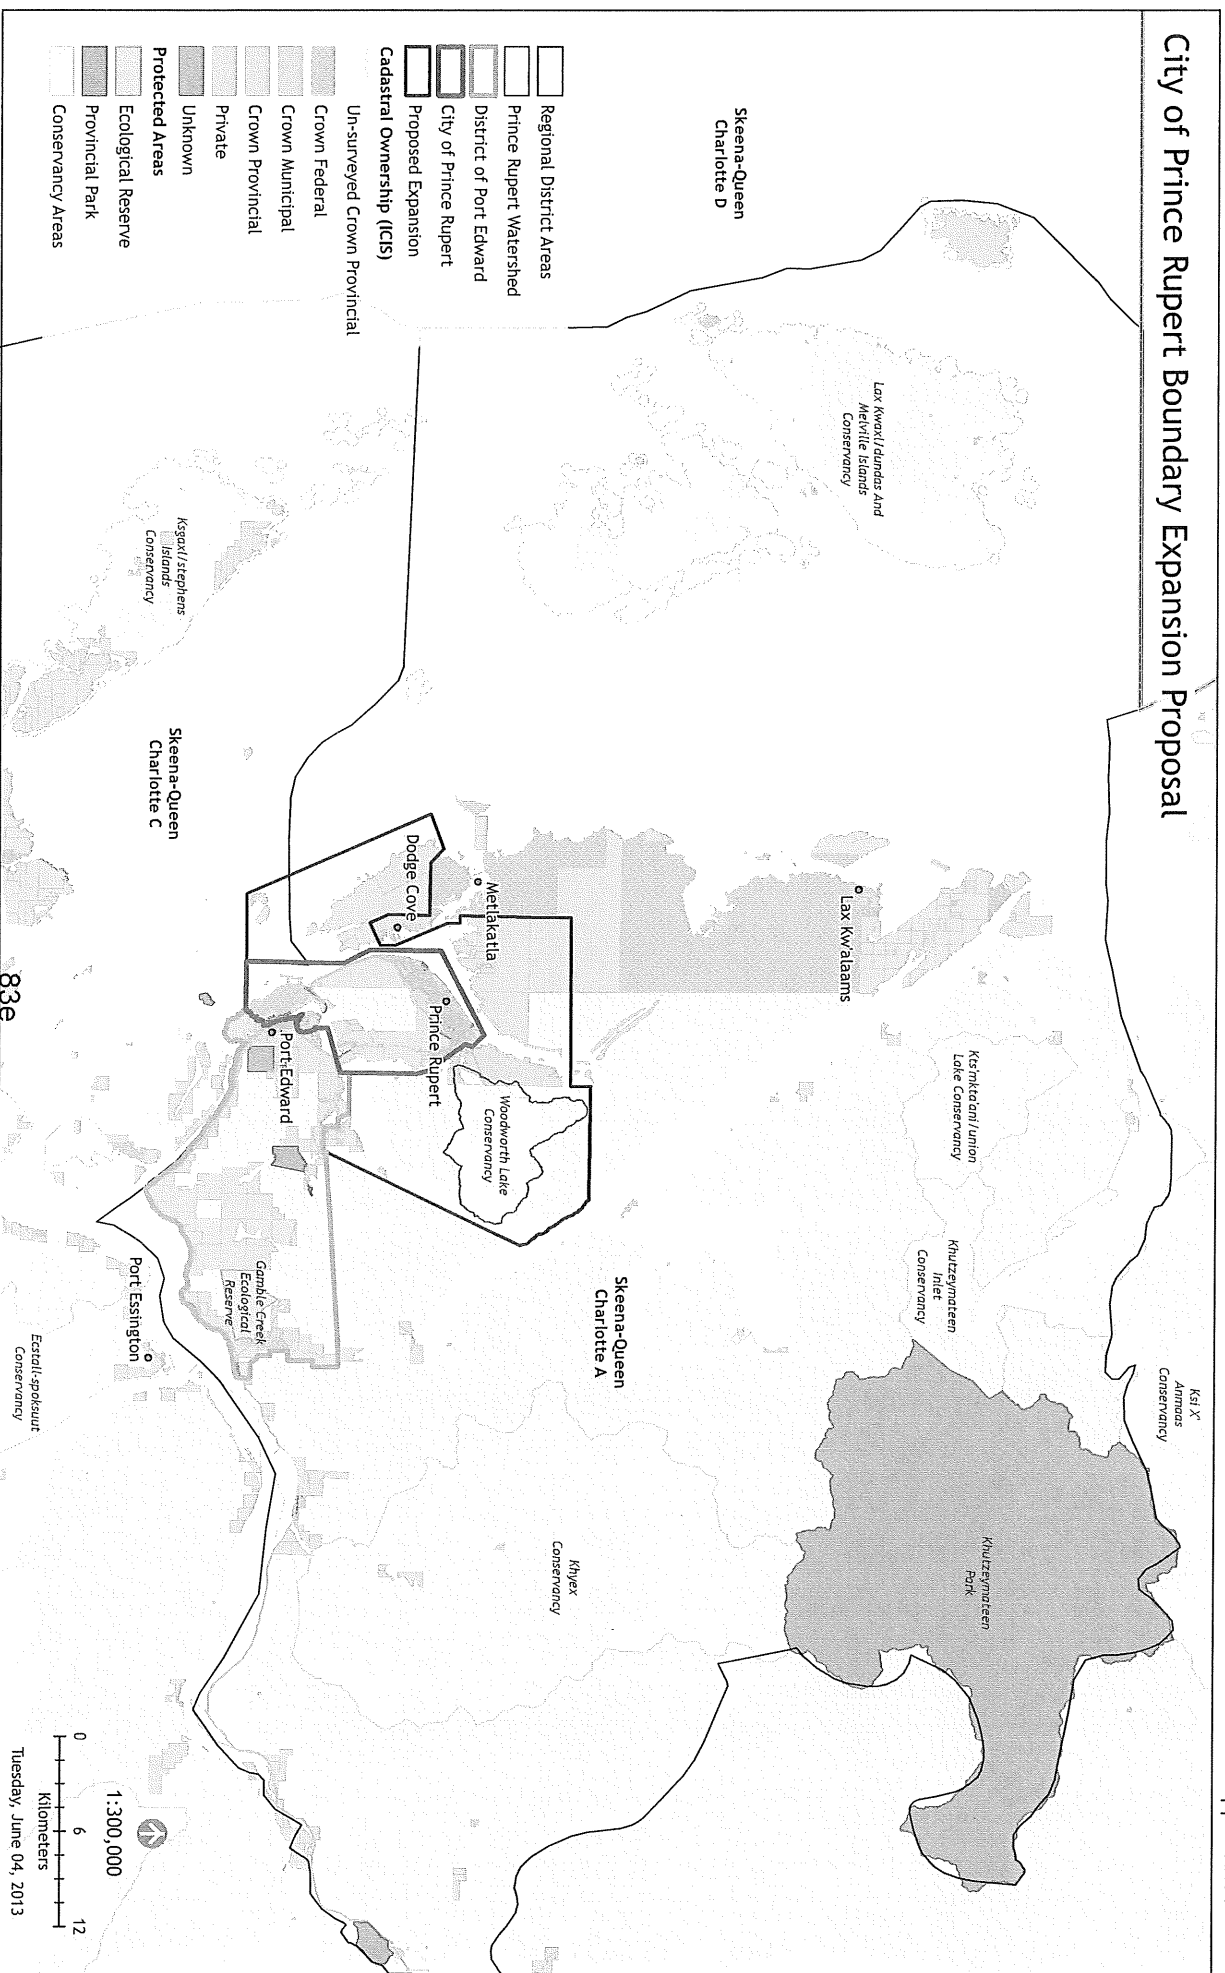 City of Prince Rupert Boundary Expansion Proposal
Skeena-Queen
Charlotte D
Lax Kwaxl/dundas And
Melville Islands
Conservancy
Lax Kw'alaams
Kts'mkta'ani/union
Lake Conservancy
Khutzeymateen
Inlet
Conservancy
Ksi X'
Anmaas
Conservancy
Khutzeymateen
Park
Metlakatla
Dodge Cove
Prince Rupert
Woodworth Lake
Conservancy
Skeena-Queen
Charlotte A
Khyex
Conservancy
Port Edward
Ksgaxl/stephens
Islands
Conservancy
Skeena-Queen
Charlotte C
Gamble Creek
Ecological
Reserve
Port Essington
Ecstall-spoksuut
Conservancy
Regional District Areas
Prince Rupert Watershed
District of Port Edward
City of Prince Rupert
Proposed Expansion
Cadastral Ownership (ICIS)
Un-surveyed Crown Provincial
Crown Federal
Crown Municipal
Crown Provincial
Private
Unknown
Protected Areas
Ecological Reserve
Provincial Park
Conservancy Areas
1:300,000
0 6 12
Kilometers
Tuesday, June 04, 2013
83e